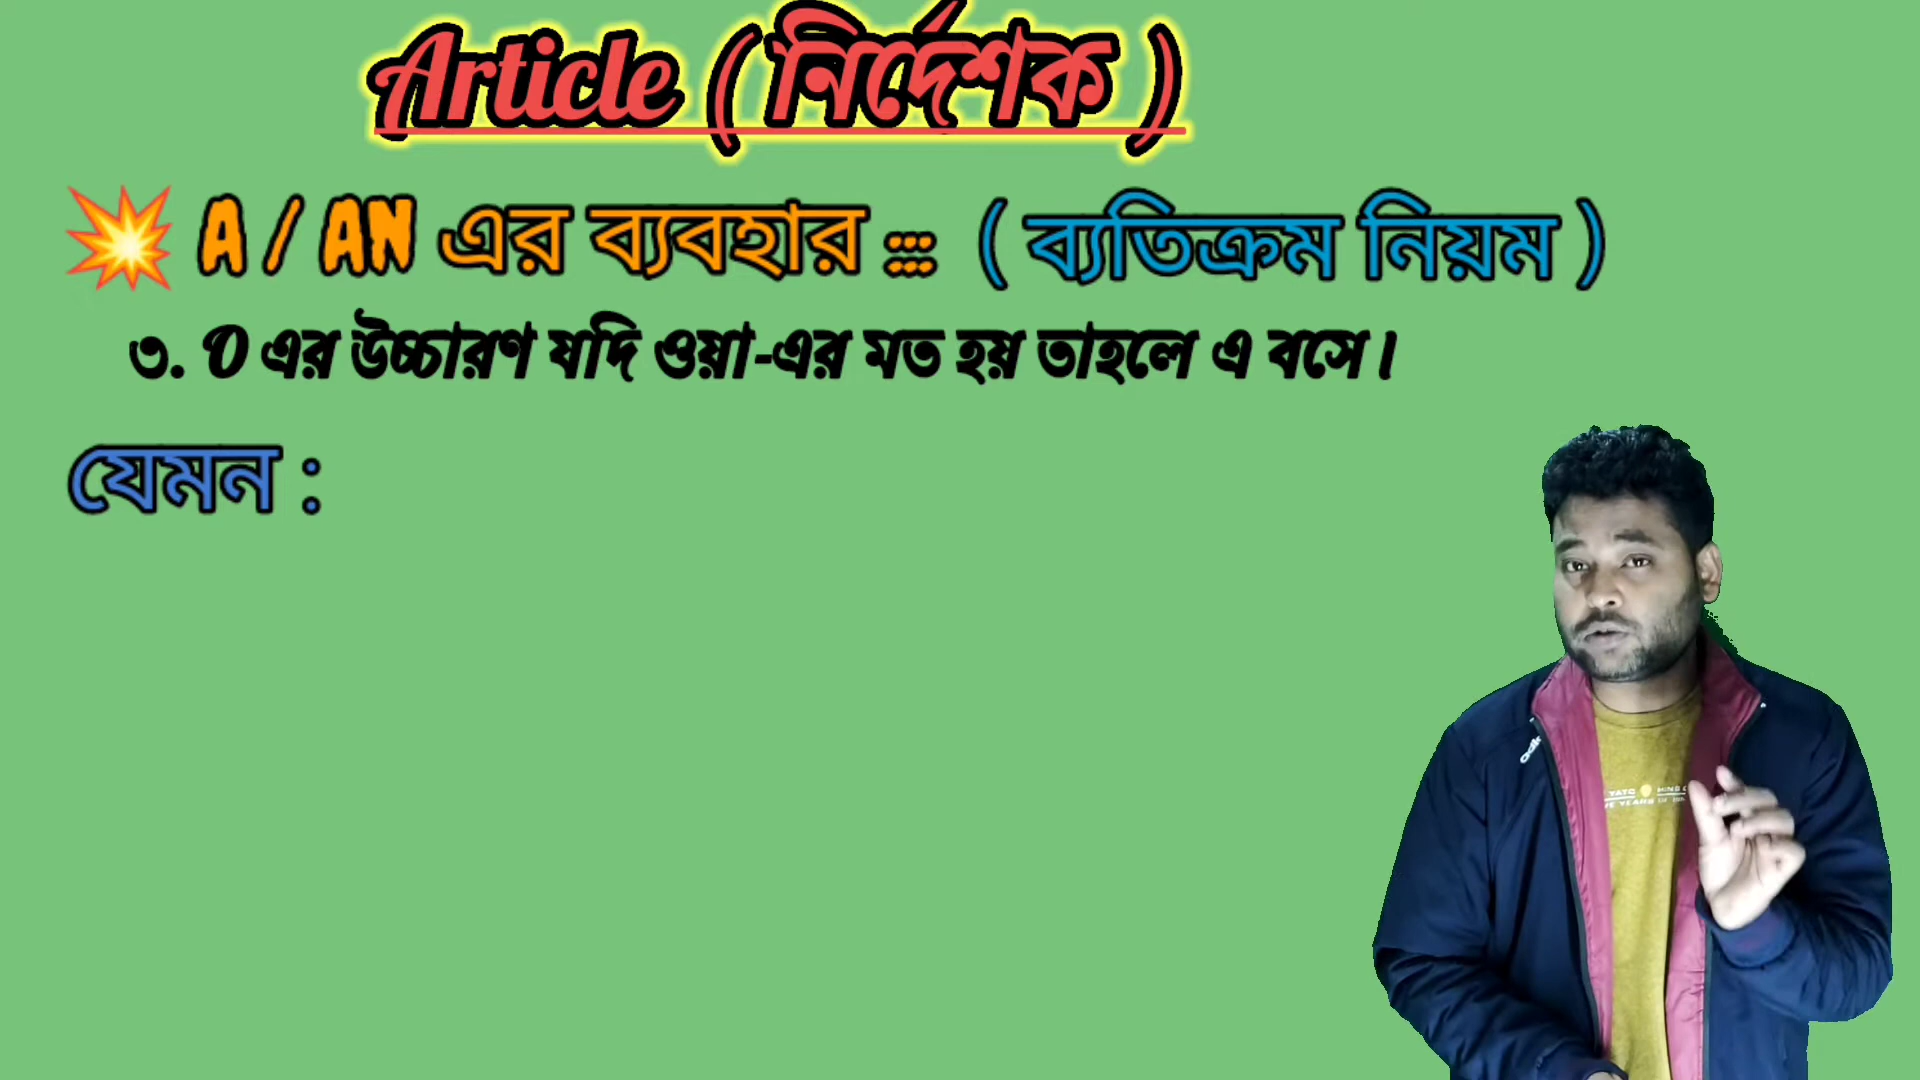 Article ( নির্দেশক )
💥 A / AN এর ব্যবহার ::: ( ব্যতিক্রম নিয়ম )
৩. O এর উচ্চারণ যদি ওয়া-এর মত হয় তাহলে এ বসে।
যেমন :